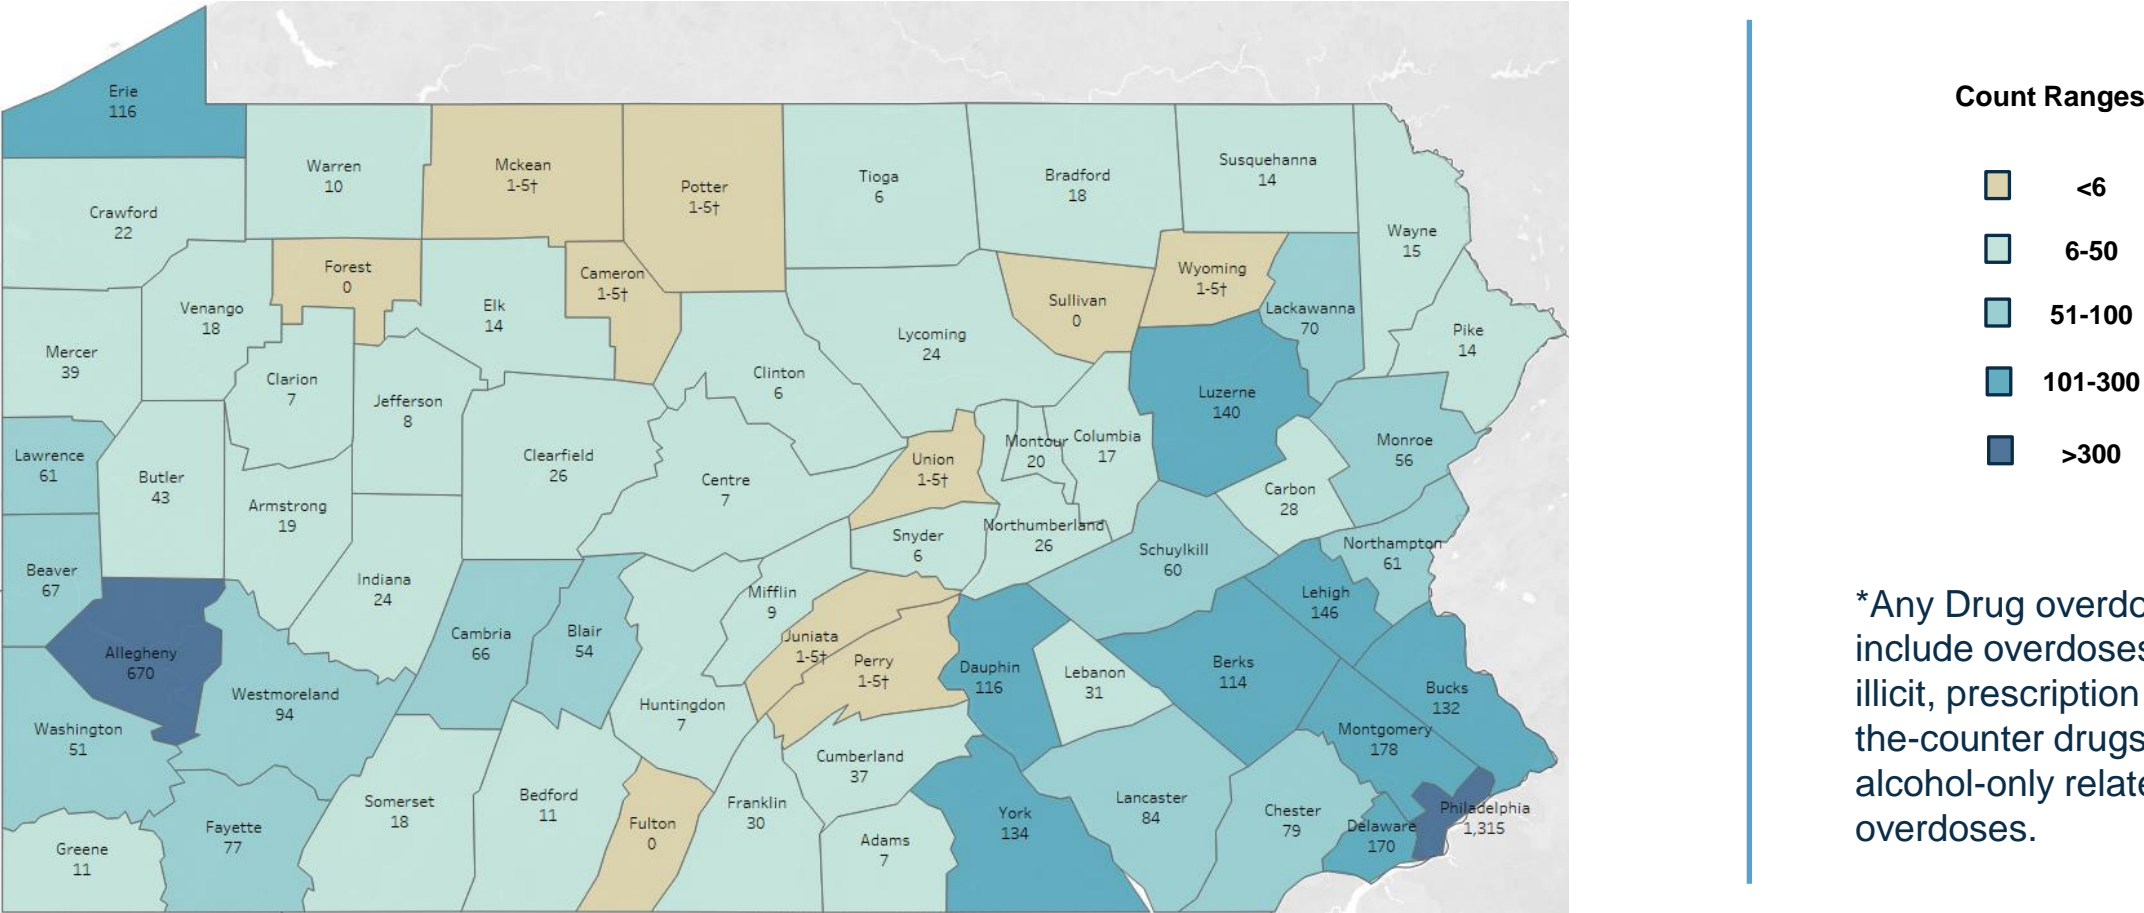 Erie
116
Warren
10
Mckean
1-5†
Potter
1-5†
Tioga
6
Bradford
18
Susquehanna
14
Wayne
15
Crawford
22
Forest
0
Cameron
1-5†
Sullivan
0
Wyoming
1-5†
Lackawanna
70
Venango
18
Elk
14
Lycoming
24
Pike
14
Mercer
39
Clarion
7
Jefferson
8
Clinton
6
Luzerne
140
Lawrence
61
Butler
43
Clearfield
26
Centre
7
Union
1-5†
Montour
20
Columbia
17
Monroe
56
Armstrong
19
Carbon
28
Snyder
6
Northumberland
26
Schuylkill
60
Northampton
61
Beaver
67
Indiana
24
Mifflin
9
Lehigh
146
Allegheny
670
Cambria
66
Blair
54
Juniata
1-5†
Perry
1-5†
Dauphin
116
Lebanon
31
Berks
114
Bucks
132
Westmoreland
94
Huntingdon
7
Washington
51
Cumberland
37
Montgomery
178
Somerset
18
Bedford
11
Fulton
0
Franklin
30
York
134
Lancaster
84
Chester
79
Delaware
170
Philadelphia
1,315
Greene
11
Fayette
77
Adams
7
Count Ranges
<6
6-50
51-100
101-300
>300
*Any Drug overdo
include overdoses
illicit, prescription
the-counter drugs
alcohol-only relate
overdoses.